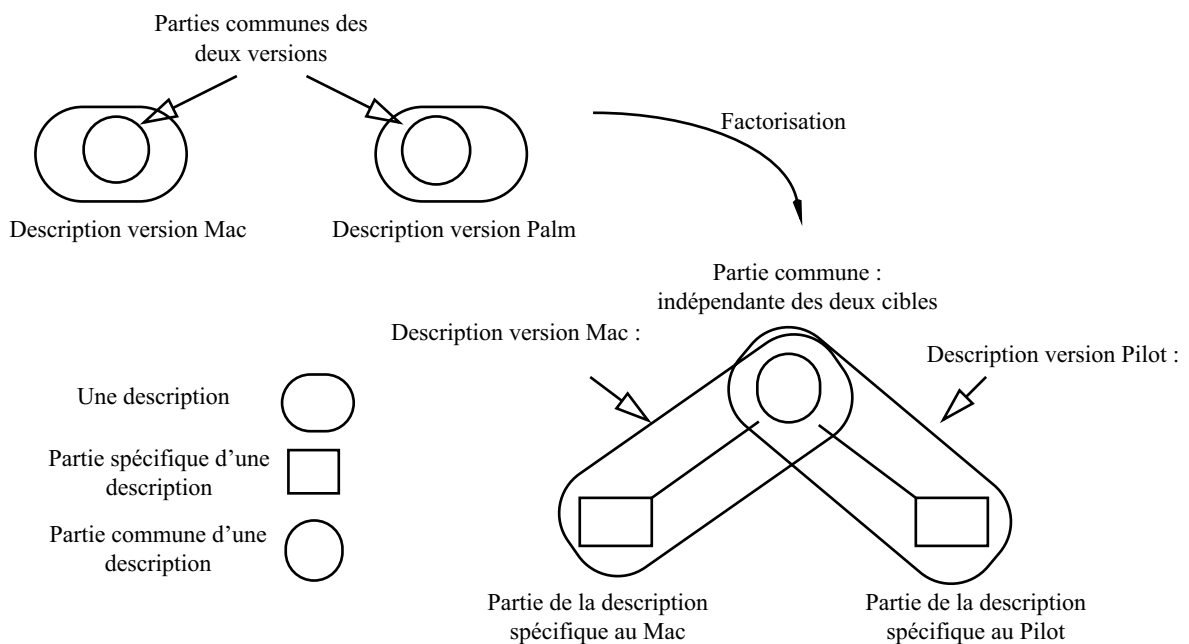 Parties communes des
deux versions
Factorisation
Description version Mac
Description version Palm
Partie commune :
indépendante des deux cibles
Description version Mac :
Description version Pilot :
Une description
Partie spécifique d’une
description
Partie commune d’une
description
Partie de la description
spécifique au Mac
Partie de la description
spécifique au Pilot